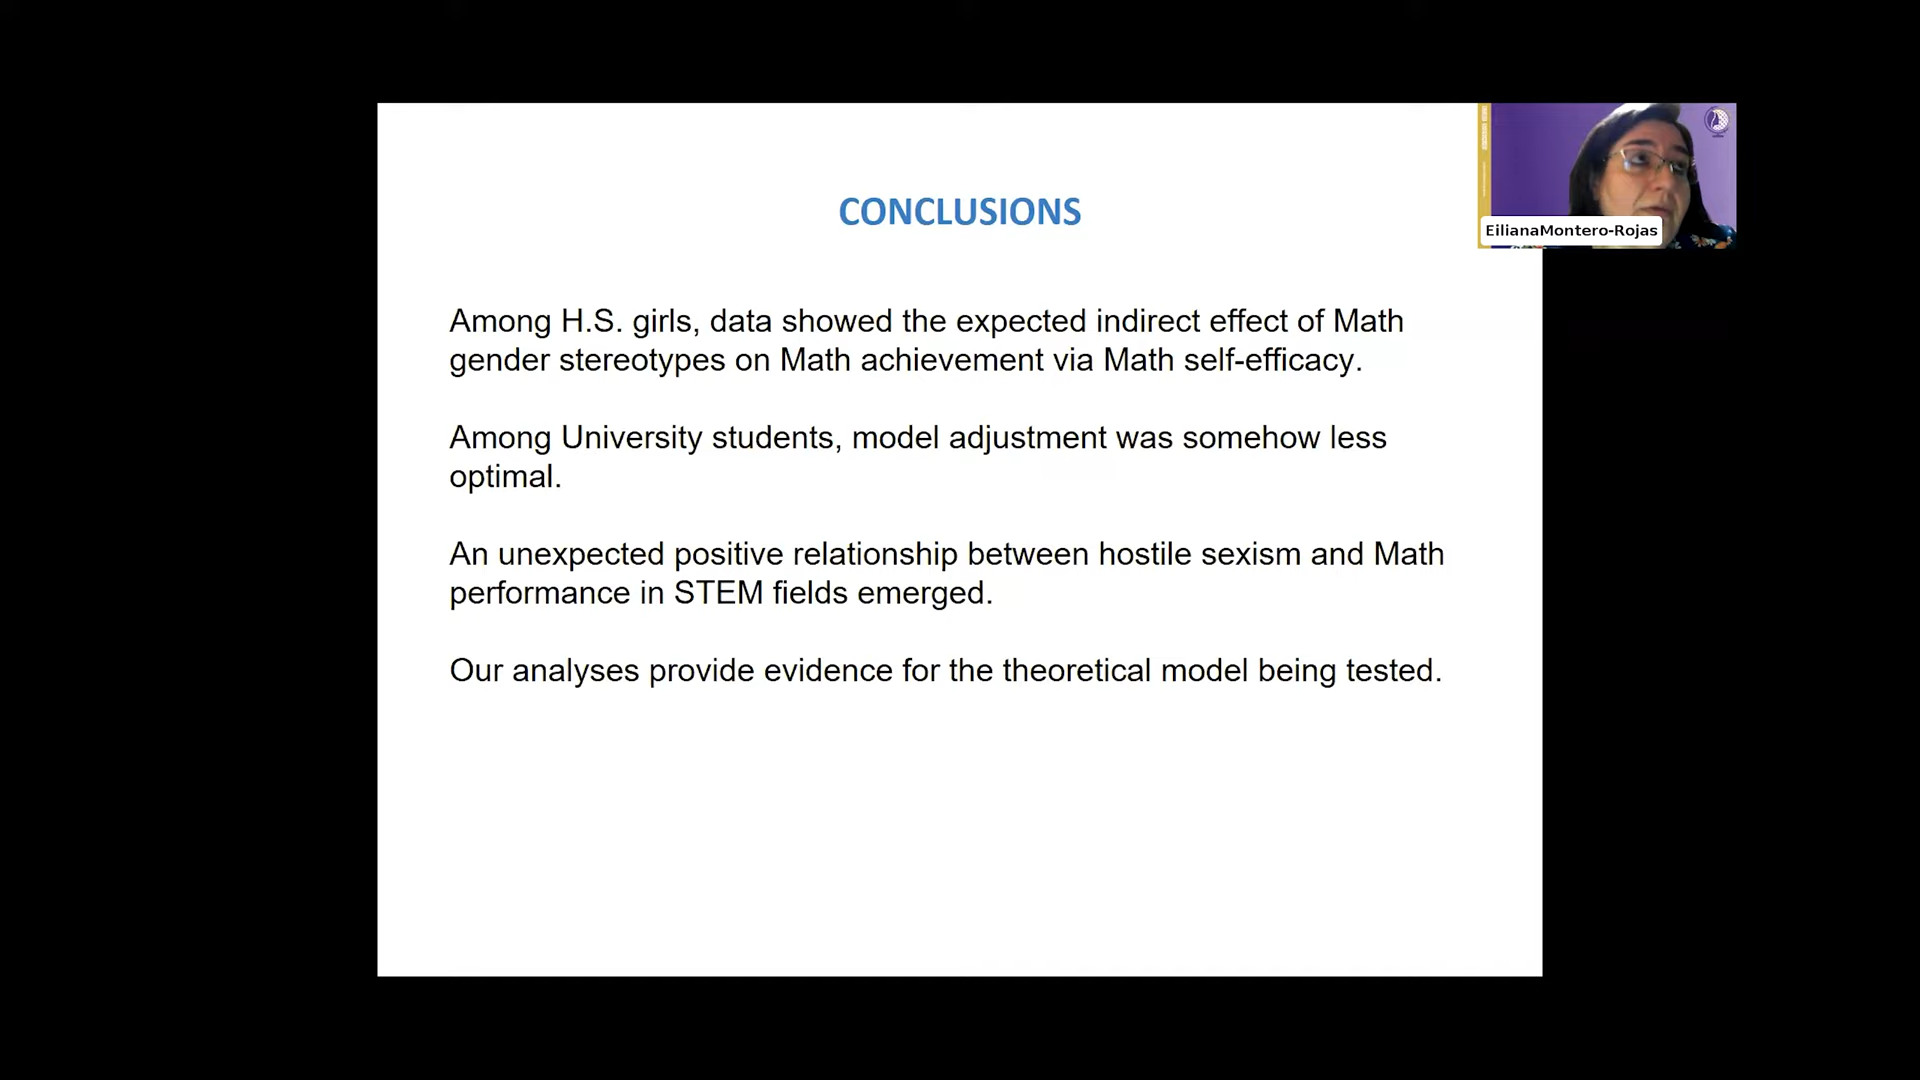 CONCLUSIONS
EilianaMontero-Rojas
Among H.S. girls, data showed the expected indirect effect of Math
gender stereotypes on Math achievement via Math self-efficacy.
Among University students, model adjustment was somehow less
optimal.
An unexpected positive relationship between hostile sexism and Math
performance in STEM fields emerged.
Our analyses provide evidence for the theoretical model being tested.